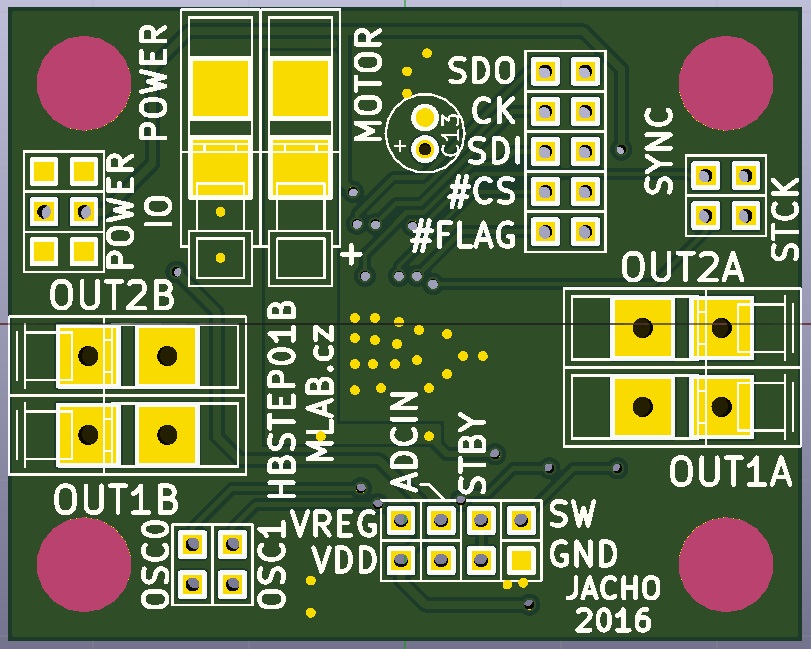 POWER
MOTOR
+
C13
SDO
CK
SDI
#CS
#FLAG
SYNC
STCK
POWER
IO
+
OUT2B
OUT2A
HBSTEP01B
MLAB.cz
ADCIN
STBY
OUT1B
OUT1A
OSC0
OSC1
VREG
VDD
SW
GND
JACHO
2016